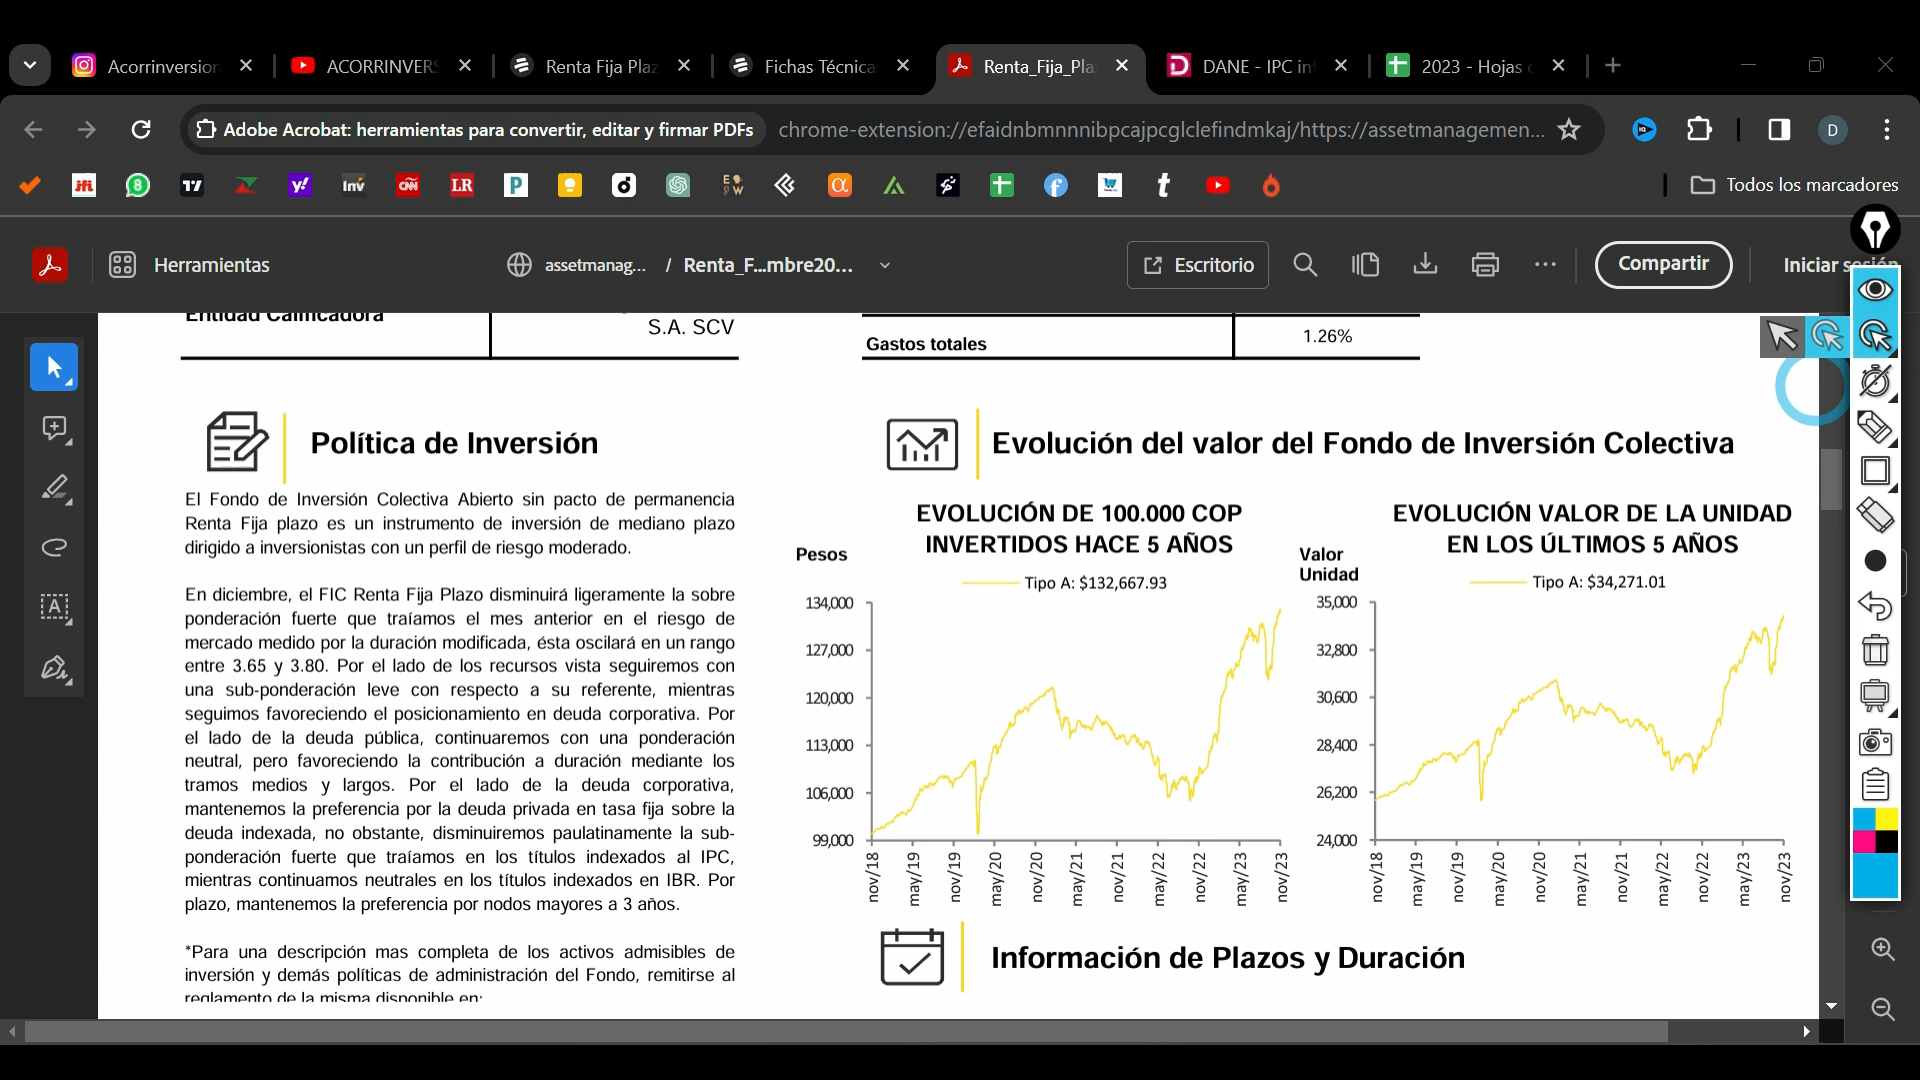 Acorrinversion
ACORRINVERS
Renta Fija Plaz
Fichas Técnica
Renta_Fija_Pla
DANE - IPC in
2023 - Hojas
Adobe Acrobat: herramientas para convertir, editar y firmar PDFs
chrome-extension://efaidnbmnnnibpcajpcglclefindmkaj/https://assetmanagemen...
D
Todos los marcadores
Herramientas
assetmanag... / Renta_F...mbre20...
Escritorio
Compartir
Iniciar sesión
Entidad Calificadora
S.A. SCV
Gastos totales
1.26%
Política de Inversión
El Fondo de Inversión Colectiva Abierto sin pacto de permanencia
Renta Fija plazo es un instrumento de inversión de mediano plazo
dirigido a inversionistas con un perfil de riesgo moderado.
En diciembre, el FIC Renta Fija Plazo disminuirá ligeramente la sobre
ponderación fuerte que traíamos el mes anterior en el riesgo de
mercado medido por la duración modificada, ésta oscilará en un rango
entre 3.65 y 3.80. Por el lado de los recursos vista seguiremos con
una sub-ponderación leve con respecto a su referente, mientras
seguimos favoreciendo el posicionamiento en deuda corporativa. Por
el lado de la deuda pública, continuaremos con una ponderación
neutral, pero favoreciendo la contribución a duración mediante los
tramos medios y largos. Por el lado de la deuda corporativa,
mantenemos la preferencia por la deuda privada en tasa fija sobre la
deuda indexada, no obstante, disminuiremos paulatinamente la sub-
ponderación fuerte que traíamos en los títulos indexados al IPC,
mientras continuamos neutrales en los títulos indexados en IBR. Por
plazo, mantenemos la preferencia por nodos mayores a 3 años.
*Para una descripción mas completa de los activos admisibles de
inversión y demás políticas de administración del Fondo, remitirse al
reglamento de la misma disponible en:
Evolución del valor del Fondo de Inversión Colectiva
EVOLUCIÓN DE 100.000 COP
INVERTIDOS HACE 5 AÑOS
Pesos
Tipo A: $132,667.93
134,000
127,000
120,000
113,000
106,000
99,000
nov/18
may/19
nov/19
may/20
nov/20
may/21
nov/21
may/22
nov/22
may/23
nov/23
EVOLUCIÓN VALOR DE LA UNIDAD
EN LOS ÚLTIMOS 5 AÑOS
Valor
Unidad
Tipo A: $34,271.01
35,000
32,800
30,600
28,400
26,200
24,000
nov/18
may/19
nov/19
may/20
nov/20
may/21
nov/21
may/22
nov/22
may/23
nov/23
Información de Plazos y Duración